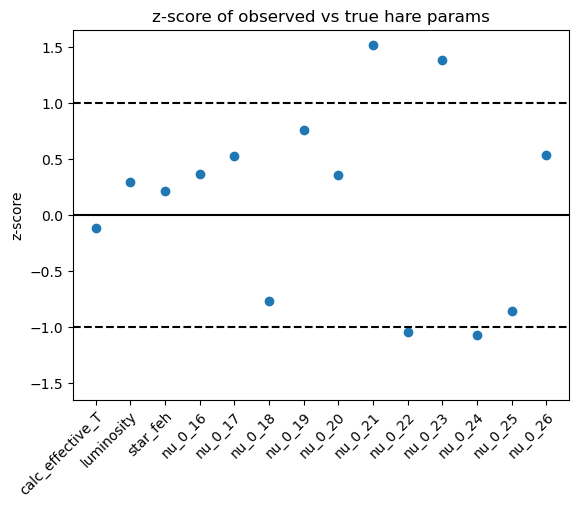 z-score of observed vs true hare params
z-score
1.5
1.0
0.5
0.0
−0.5
−1.0
−1.5
calc_effective_T
luminosity
star_feh
nu_0_16
nu_0_17
nu_0_18
nu_0_19
nu_0_20
nu_0_21
nu_0_22
nu_0_23
nu_0_24
nu_0_25
nu_0_26